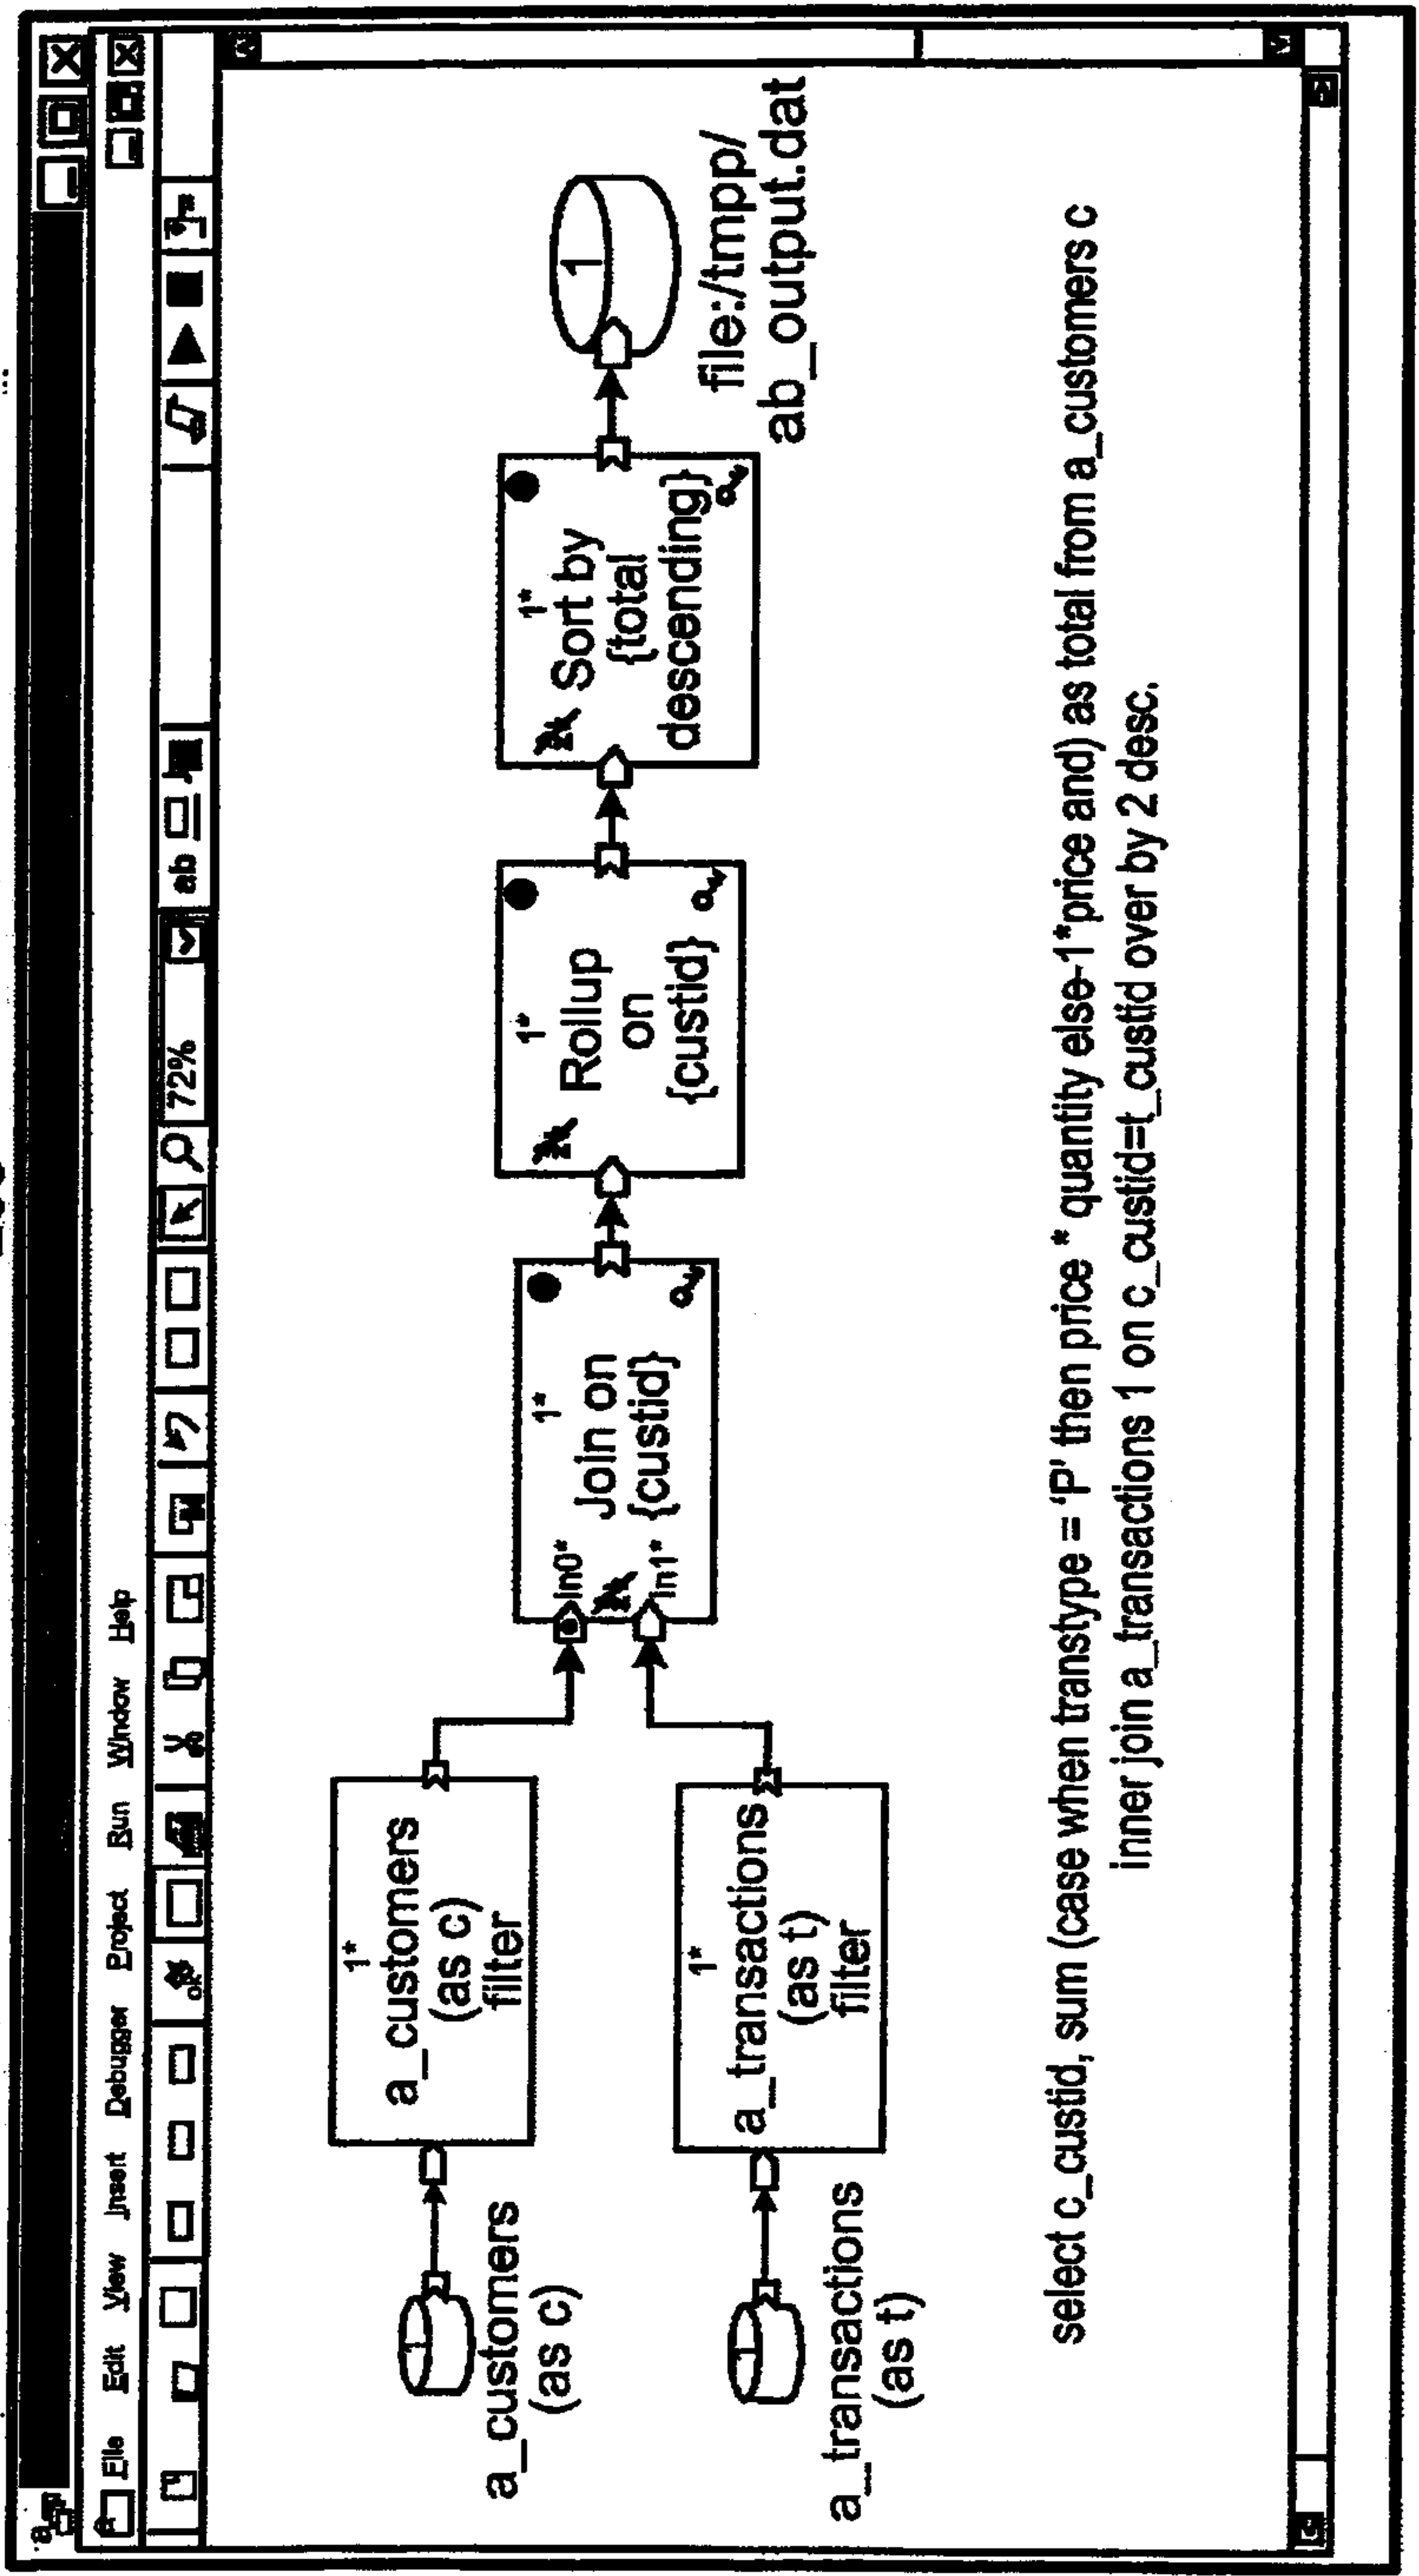 File Edit View Insert Debugger Project Run Window Help
72%
ab
a_customers
(as c)
1*
a_customers
(as c)
filter
a_transactions
(as t)
1*
a_transactions
(as t)
filter
in0*
in1*
1*
Join on
{custid}
1*
Rollup
on
{custid}
1*
Sort by
{total
descending}
1
file:/tmpp/
ab_output.dat
select c_custid, sum (case when transtype = 'P' then price * quantity else-1*price and) as total from a_customers c
inner join a_transactions 1 on c_custid=t_custid over by 2 desc.